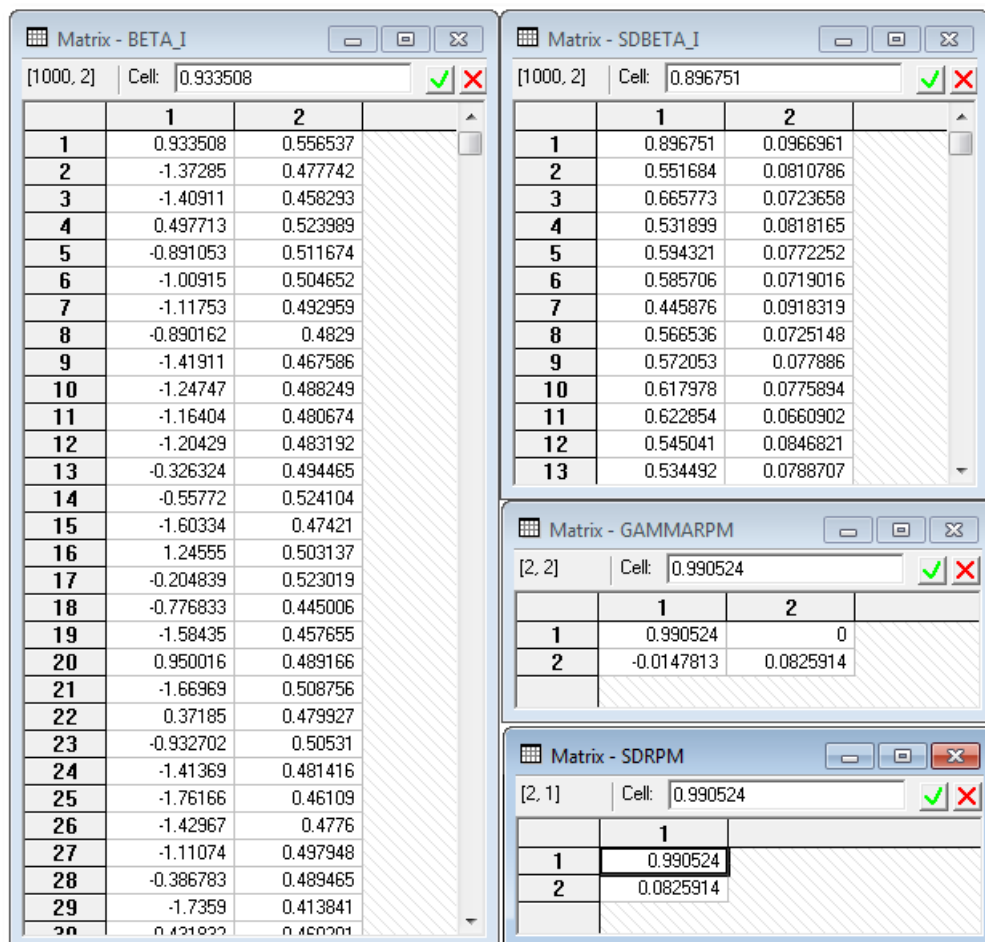 Matrix - BETA_I
[1000, 2] Cell: 0.933508
1 2
1 0.933508 0.556537
2 -1.37285 0.477742
3 -1.40911 0.458293
4 0.497713 0.523989
5 -0.891053 0.511674
6 -1.00915 0.504652
7 -1.11753 0.492959
8 -0.890162 0.4829
9 -1.41911 0.467586
10 -1.24747 0.488249
11 -1.16404 0.480674
12 -1.20429 0.483192
13 -0.326324 0.494465
14 -0.55772 0.524104
15 -1.60334 0.47421
16 1.24555 0.503137
17 -0.204839 0.523019
18 -0.776833 0.445006
19 -1.58435 0.457655
20 0.950016 0.489166
21 -1.66969 0.508756
22 0.37185 0.479927
23 -0.932702 0.50531
24 -1.41369 0.481416
25 -1.76166 0.46109
26 -1.42967 0.4776
27 -1.11074 0.497948
28 -0.386783 0.489465
29 -1.7359 0.413841
30
Matrix - SDBETA_I
[1000, 2] Cell: 0.896751
1 2
1 0.896751 0.0966961
2 0.551684 0.0810786
3 0.665773 0.0723658
4 0.531899 0.0818165
5 0.594321 0.0772252
6 0.585706 0.0719016
7 0.445876 0.0918319
8 0.566536 0.0725148
9 0.572053 0.077886
10 0.617978 0.0775894
11 0.622854 0.0660902
12 0.545041 0.0846821
13 0.534492 0.0788707
Matrix - GAMMARPM
[2, 2] Cell: 0.990524
1 2
1 0.990524 0
2 -0.0147813 0.0825914
Matrix - SDRPM
[2, 1] Cell: 0.990524
1
1 0.990524
2 0.0825914